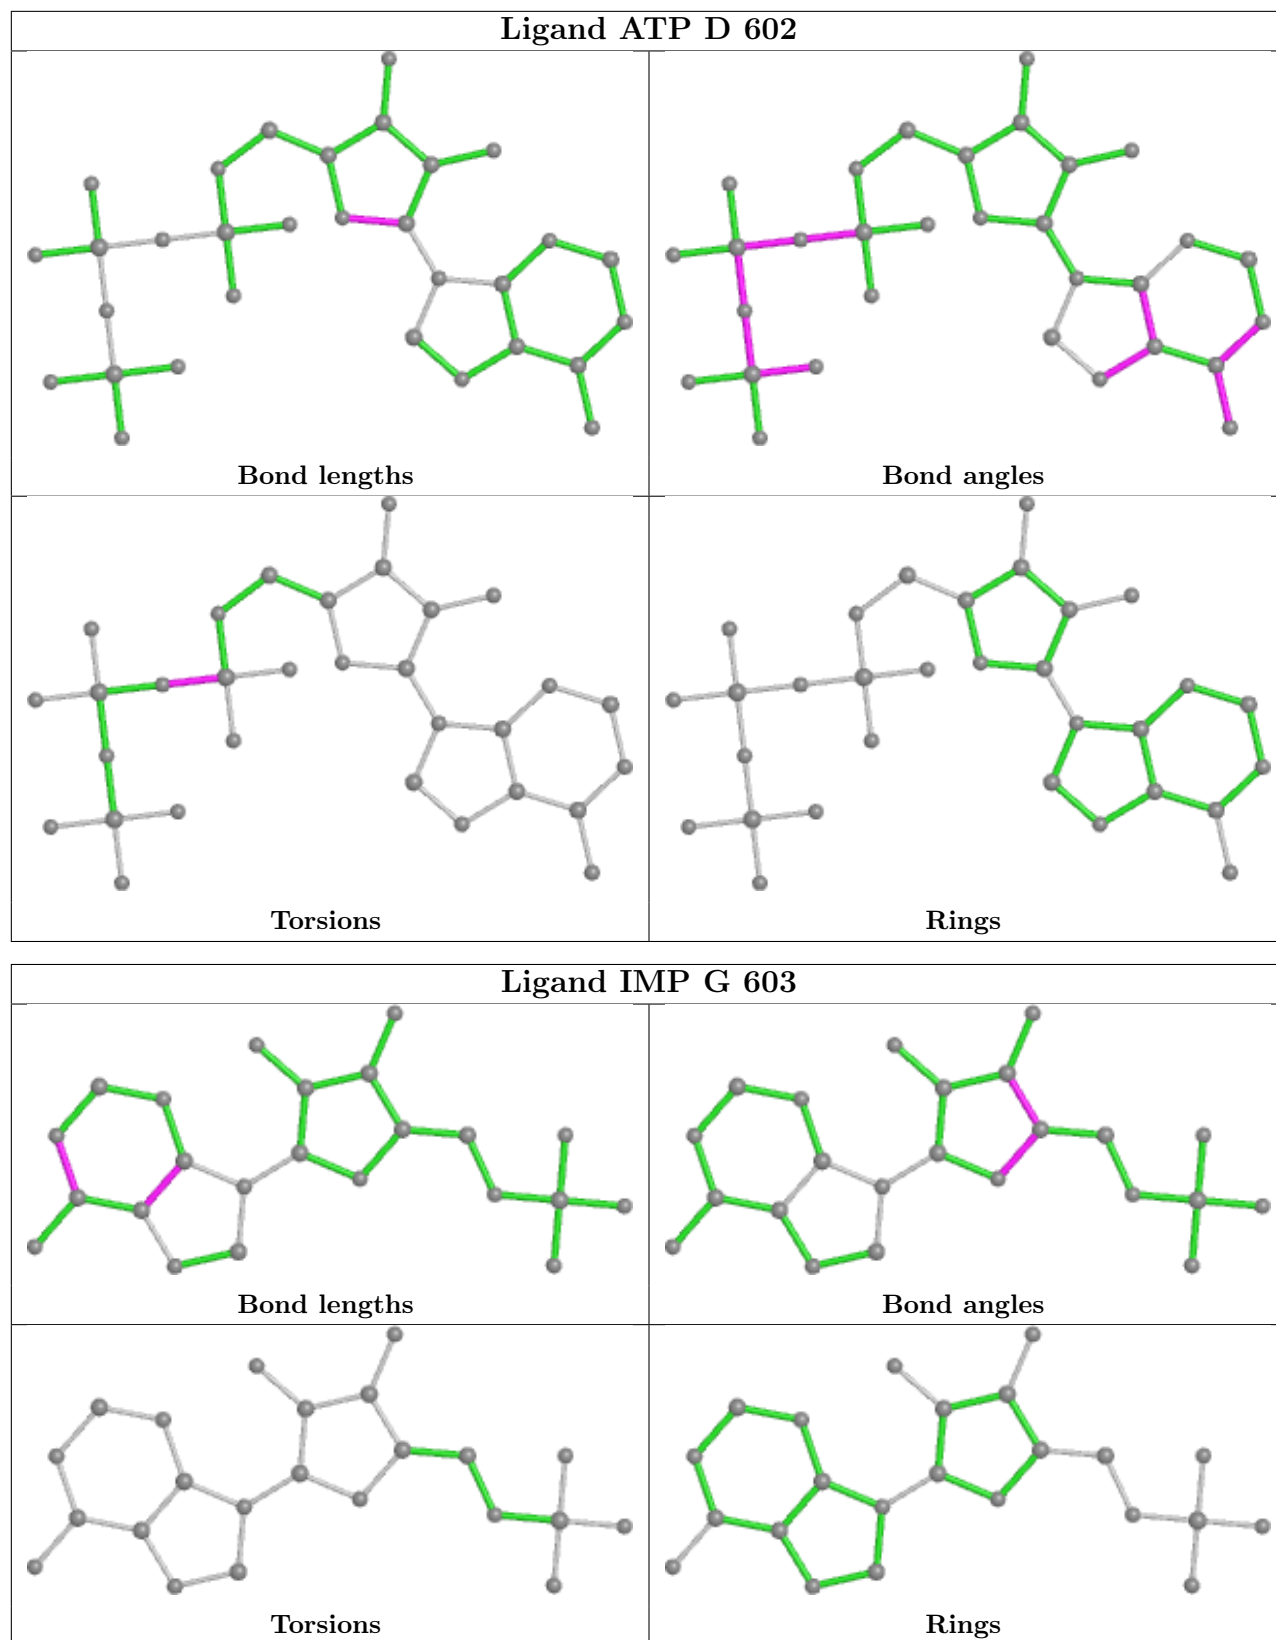 Ligand ATP D 602
Bond lengths
Bond angles
Torsions
Rings
Ligand IMP G 603
Bond lengths
Bond angles
Torsions
Rings